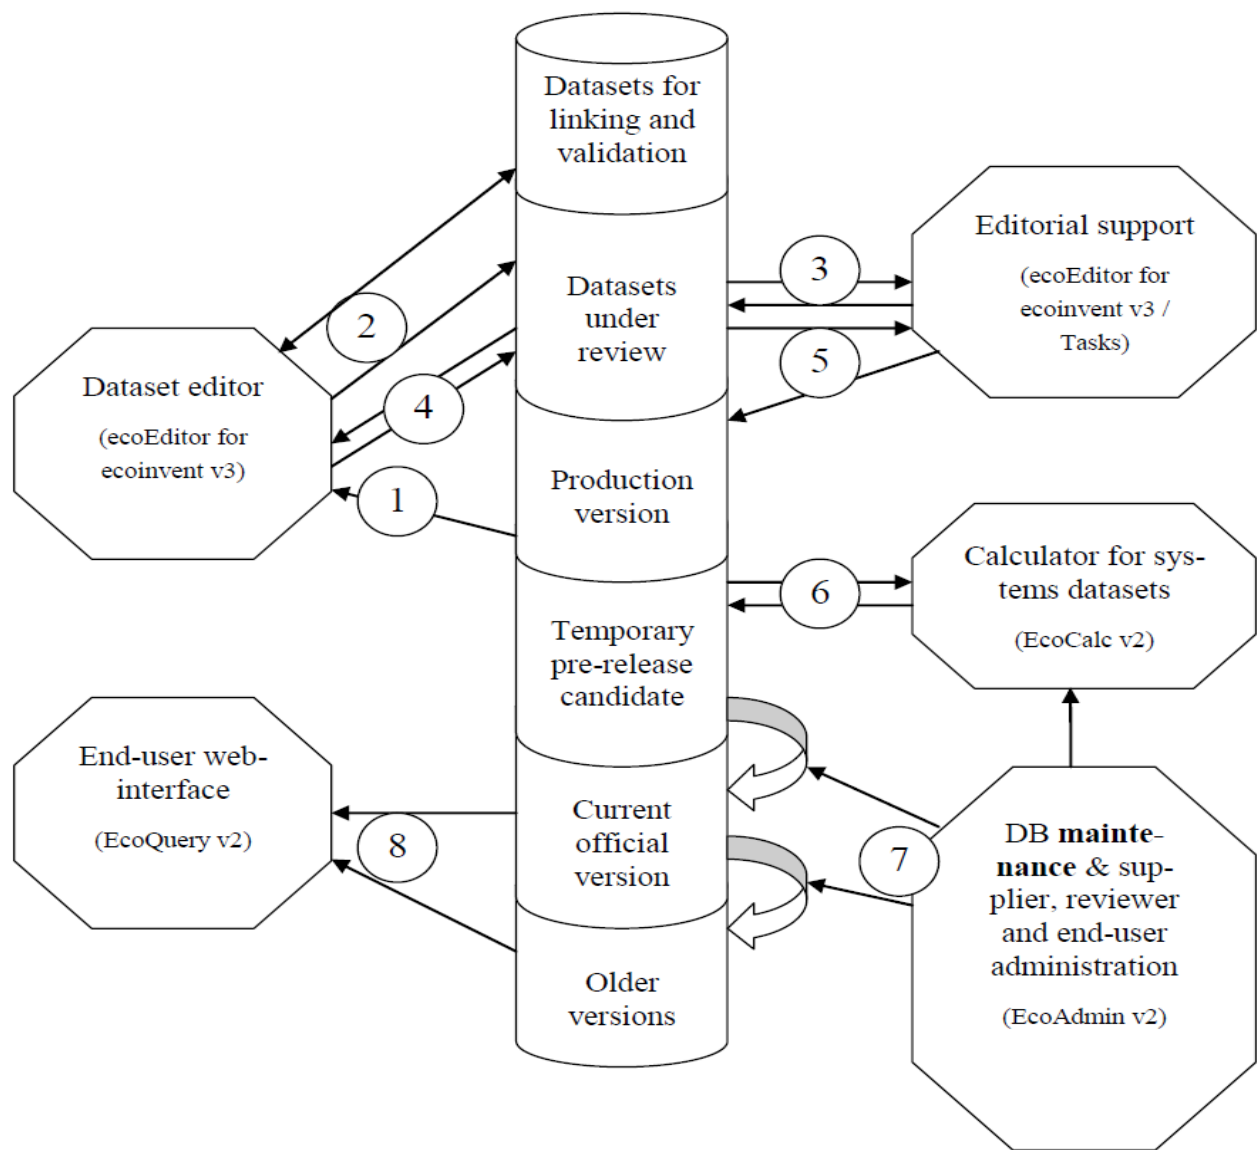 Datasets for
linking and
validation
Datasets
under
review
Production
version
Temporary
pre-release
candidate
Current
official
version
Older
versions
Dataset editor
(ecoEditor for
ecoinvent v3)
End-user web-
interface
(EcoQuery v2)
Editorial support
(ecoEditor for
ecoinvent v3 /
Tasks)
Calculator for sys-
tems datasets
(EcoCalc v2)
DB mainte-
nance & sup-
plier, reviewer
and end-user
administration
(EcoAdmin v2)
2
4
1
8
3
5
6
7